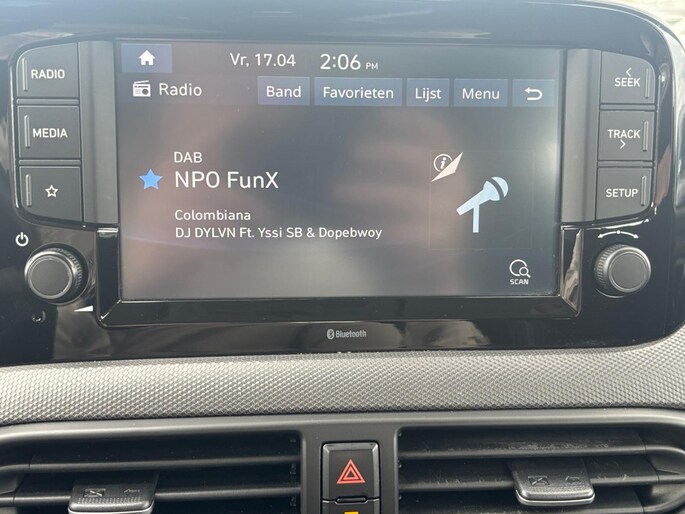 Vr, 17.04 2:06 PM
RADIO
SEEK
Radio Band Favorieten Lijst Menu
MEDIA
TRACK
DAB
NPO FunX
SETUP
Colombiana
DJ DYLVN Ft. Yssi SB & Dopebwoy
SCAN
Bluetooth